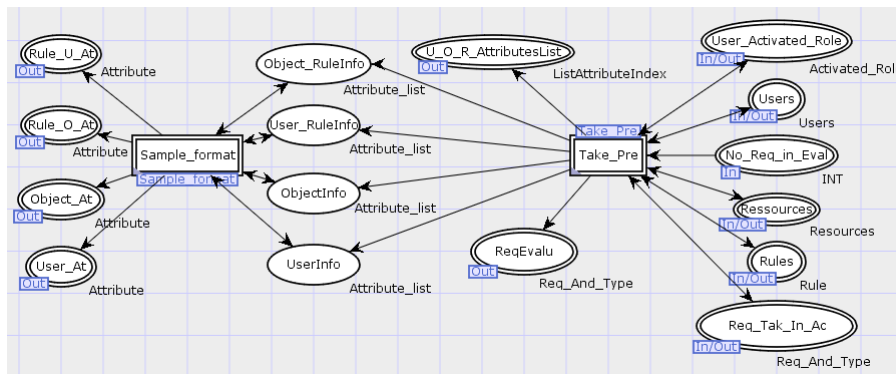 Rule_U_At
Out
Attribute
Object_RuleInfo
Attribute_list
U_O_R_AttributesList
Out
ListAttributeIndex
User_Activated_Role
In/Out
Activated_Rol
Rule_O_At
Out
Attribute
User_RuleInfo
Attribute_list
Users
In/Out
Users
Take_Pre
Take_Pre
Sample_format
Sample_format
No_Req_in_Eval
In
INT
Object_At
Out
Attribute
ObjectInfo
Attribute_list
Ressources
In/Out
Resources
User_At
Out
Attribute
UserInfo
Attribute_list
ReqEvalu
Out
Req_And_Type
Rules
In/Out
Rule
Req_Tak_In_Ac
In/Out
Req_And_Type